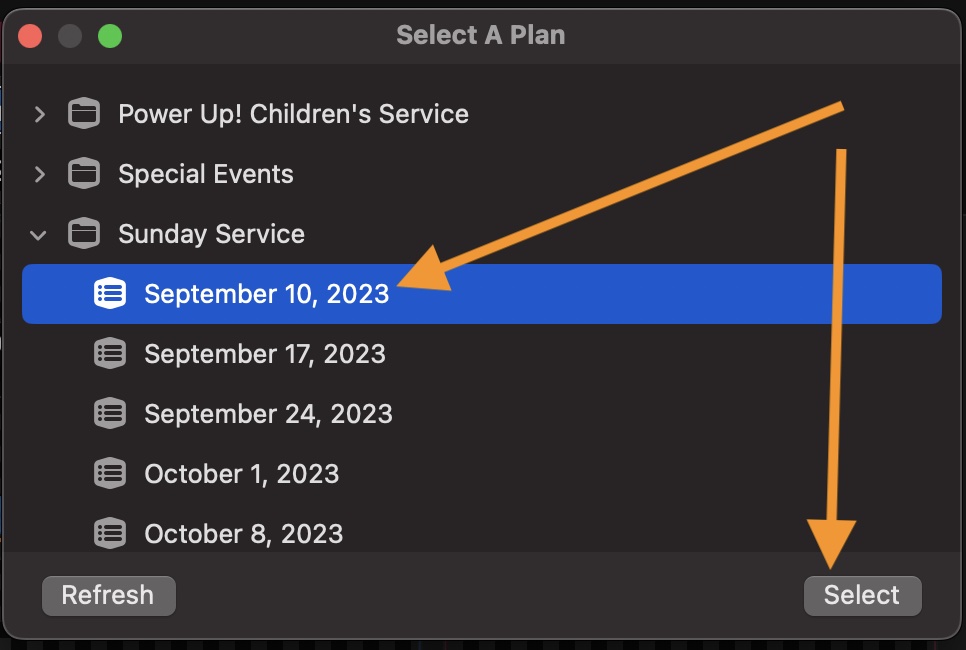 Select A Plan
Power Up! Children's Service
Special Events
Sunday Service
September 10, 2023
September 17, 2023
September 24, 2023
October 1, 2023
October 8, 2023
Refresh
Select